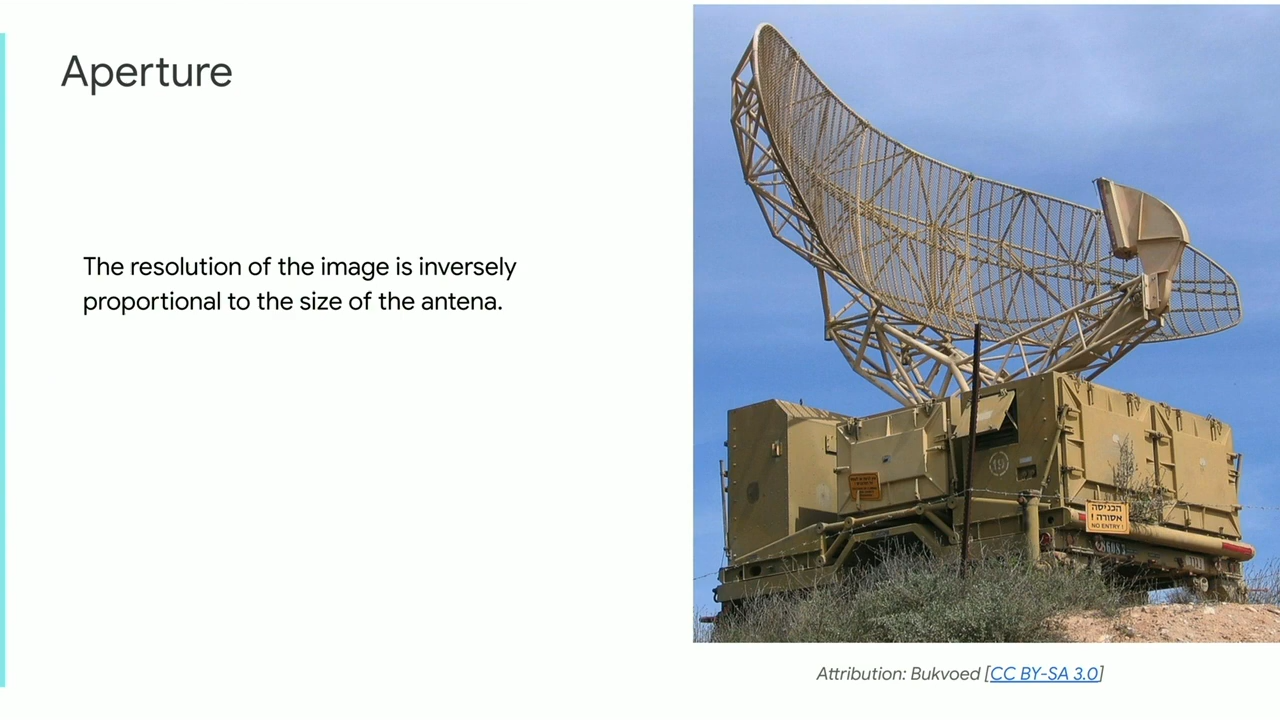 Aperture
The resolution of the image is inversely
proportional to the size of the antena.
הכניסה
אסורה !
NO ENTRY !
Attribution: Bukvoed [CC BY-SA 3.0]